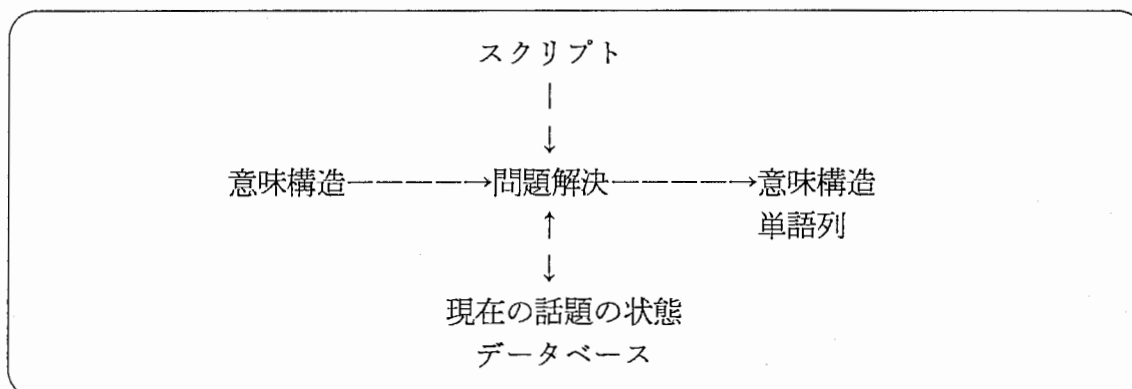 スクリプト
|
↓
意味構造—————→問題解決—————→意味構造
↑ 単語列
↓
現在の話題の状態
データベース